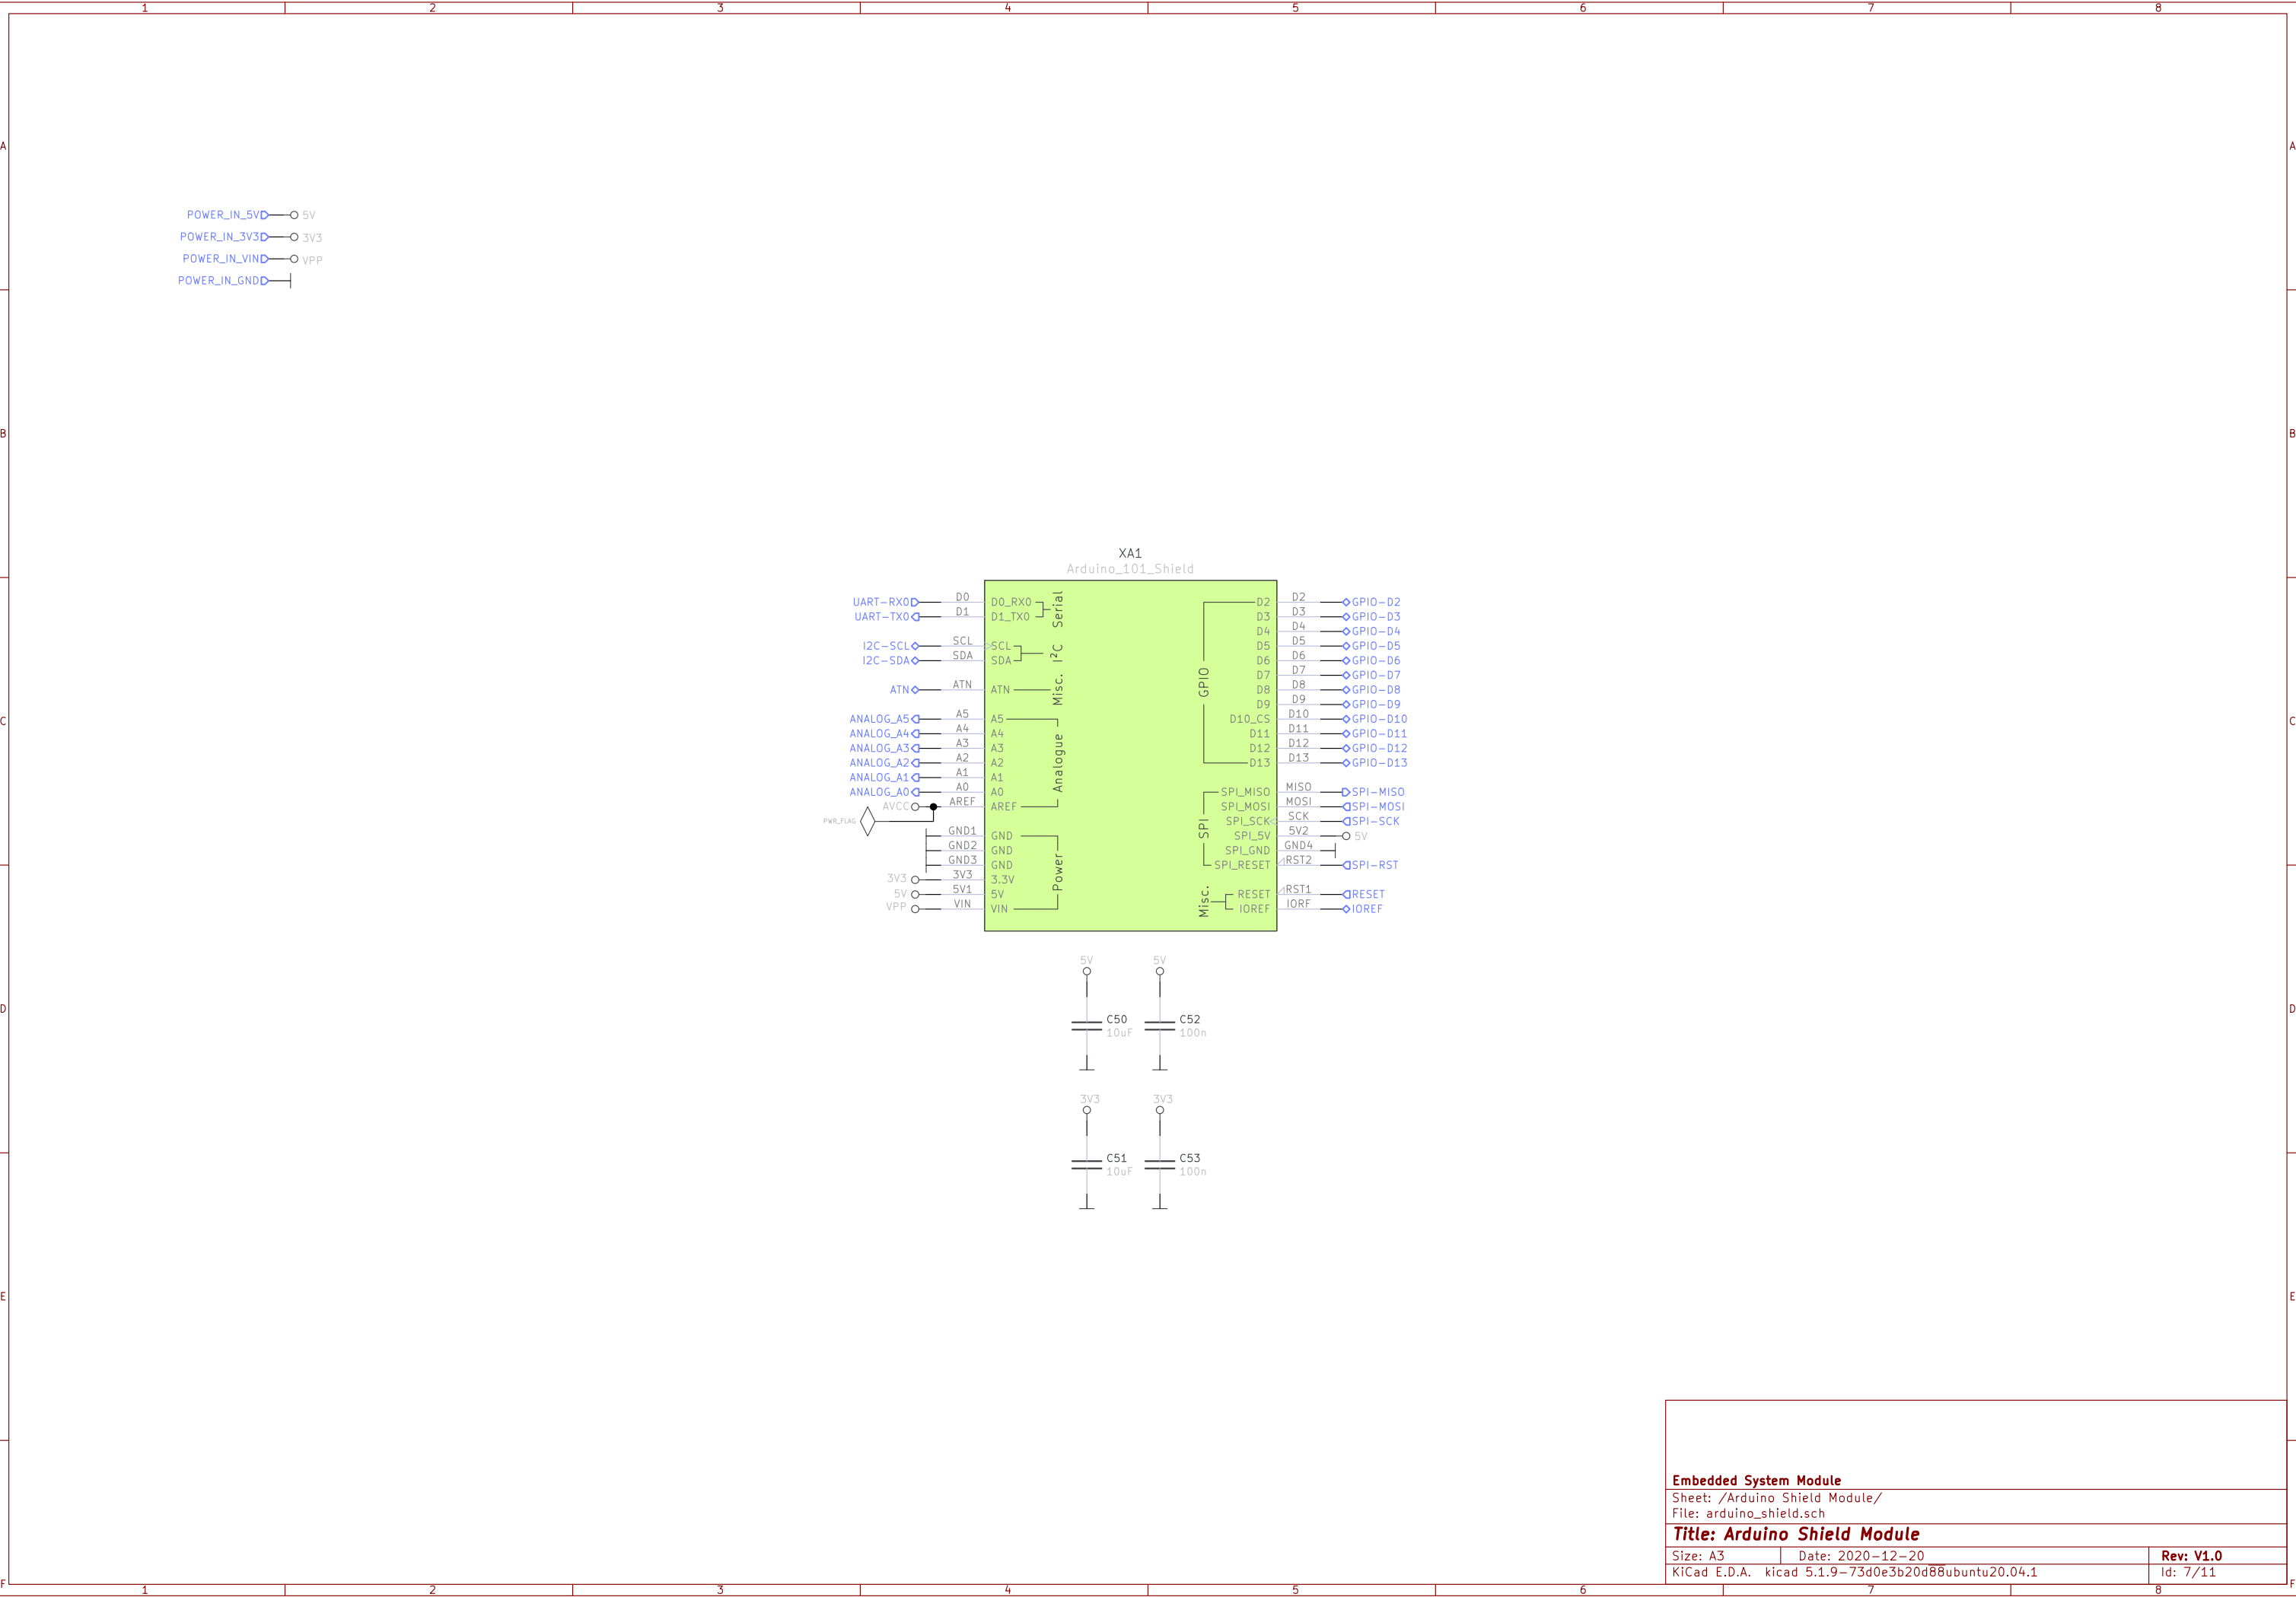 1 2 3 4 5 6 7 8
A A
POWER_IN_5V 5V
POWER_IN_3V3 3V3
POWER_IN_VIN VPP
POWER_IN_GND
B B
XA1
Arduino_101_Shield
UART-RX0 D0 D0_RX0 D2 D2 GPIO-D2
UART-TX0 D1 D1_TX0 D3 D3 GPIO-D3
Serial
D4 D4 GPIO-D4
I2C-SCL SCL SCL D5 D5 GPIO-D5
I2C-SDA SDA SDA D6 D6 GPIO-D6
I²C
D7 D7 GPIO-D7
ATN ATN ATN D8 D8 GPIO-D8
Misc.
GPIO
D9 D9 GPIO-D9
C C
ANALOG_A5 A5 A5 D10_CS D10 GPIO-D10
ANALOG_A4 A4 A4 D11 D11 GPIO-D11
ANALOG_A3 A3 A3 D12 D12 GPIO-D12
ANALOG_A2 A2 A2 D13 D13 GPIO-D13
ANALOG_A1 A1 A1
Analogue
ANALOG_A0 A0 A0 SPI_MISO MISO SPI-MISO
AVCC AREF AREF SPI_MOSI MOSI SPI-MOSI
PWR_FLAG SPI_SCK SCK SPI-SCK
GND1 GND SPI_5V 5V2 5V
SPI
GND2 GND SPI_GND GND4
GND3 GND SPI_RESET RST2 SPI-RST
3V3 3V3 3.3V
Power
5V 5V1 5V RESET RST1 RESET
VPP VIN VIN IOREF IORF IOREF
Misc.
5V 5V
D D
C50 C52
10uF 100n
3V3 3V3
C51 C53
10uF 100n
E E
Embedded System Module
Sheet: /Arduino Shield Module/
File: arduino_shield.sch
Title: Arduino Shield Module
Size: A3 Date: 2020-12-20 Rev: V1.0
KiCad E.D.A. kicad 5.1.9-73d0e3b20d88ubuntu20.04.1 Id: 7/11
F F
1 2 3 4 5 6 7 8